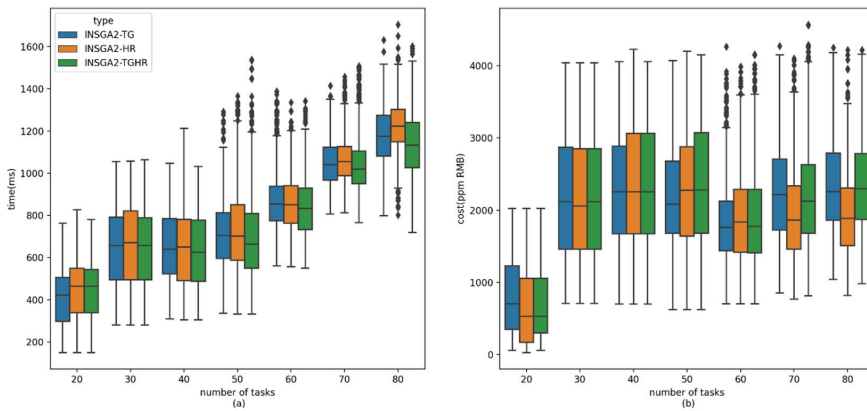 type
INSGA2-TG
INSGA2-HR
INSGA2-TGHR
1600
1400
1200
1000
800
600
400
200
time(ms)
20 30 40 50 60 70 80
number of tasks
(a)
4000
3000
2000
1000
0
cost(ppm RMB)
20 30 40 50 60 70 80
number of tasks
(b)